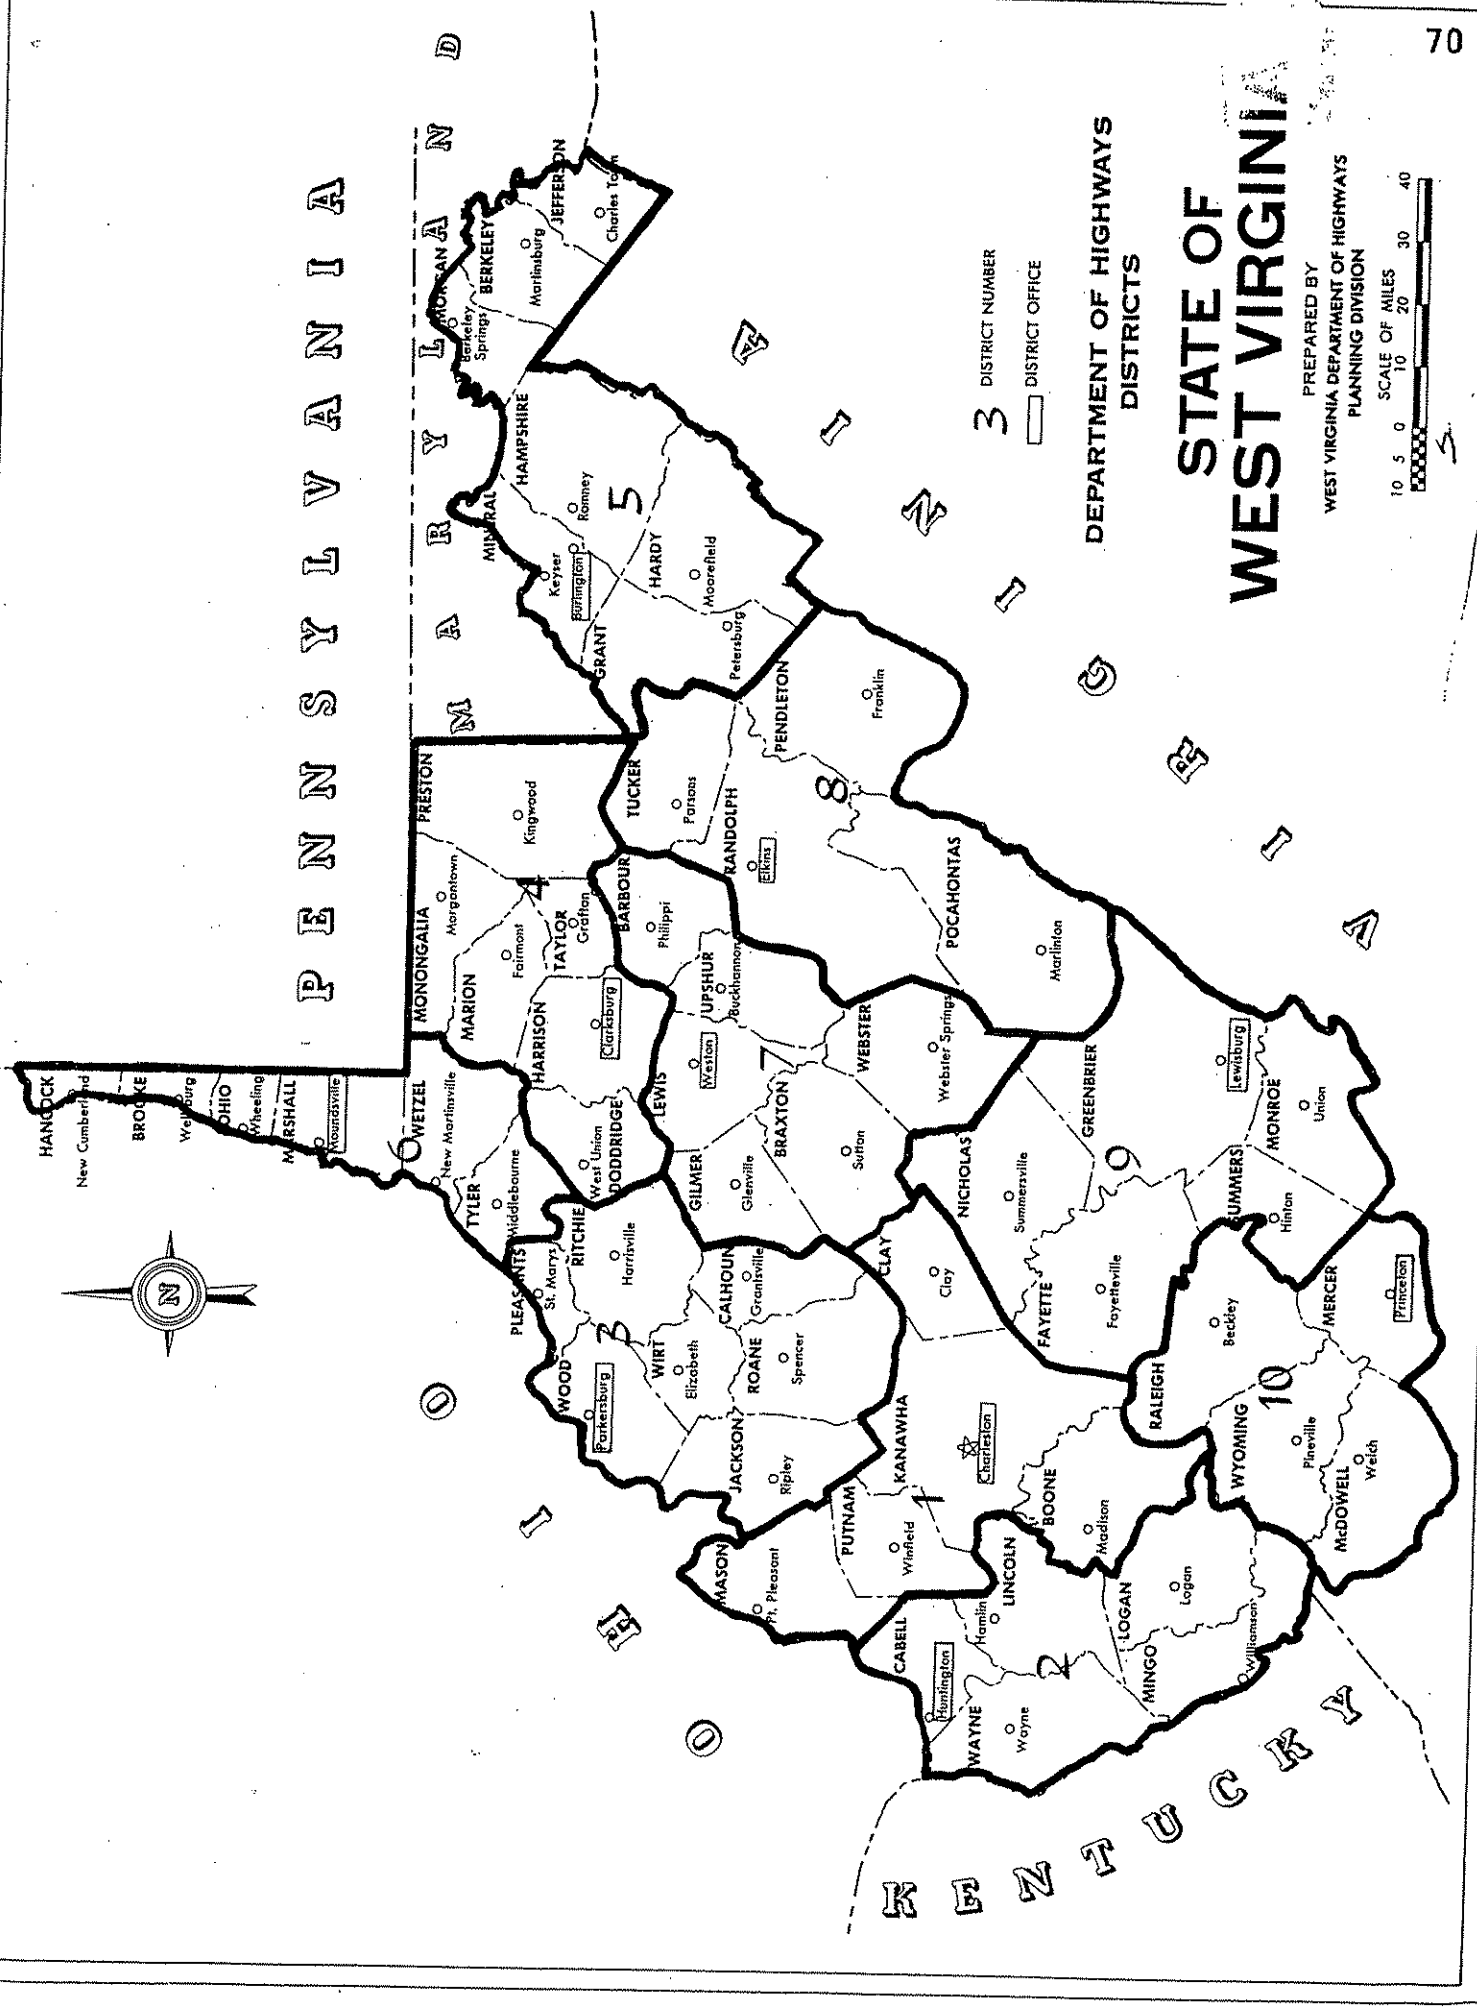 70
PENNSYLVANIA
MARYLAND
OHIO
KENTUCKY
VIRGINIA
N
HANCOCK
New Cumberland
BROOKE
Wellsburg
OHIO
Wheeling
MARSHALL
Moundsville
6
WETZEL
New Martinsville
TYLER
Middlebourne
PLEASANTS
St. Marys
RITCHIE
Harrisville
WOOD
Parkersburg
3
WIRT
Elizabeth
CALHOUN
Grantsville
ROANE
Spencer
JACKSON
Ripley
MONONGALIA
Morgantown
PRESTON
Kingwood
MARION
Fairmont
4
TAYLOR
Grafton
HARRISON
Clarksburg
DODDRIDGE
West Union
BARBOUR
Philippi
UPSHUR
Buckhannon
LEWIS
Weston
7
GILMER
Glenville
BRAXTON
Sutton
WEBSTER
Webster Springs
TUCKER
Parsons
RANDOLPH
Elkins
8
PENDLETON
Franklin
POCAHONTAS
Marlinton
MORGAN
Berkeley
Springs
BERKELEY
Martinsburg
JEFFERSON
Charles Town
HAMPSHIRE
Romney
5
MINERAL
Keyser
Burlington
HARDY
Moorefield
GRANT
Petersburg
MASON
Pt. Pleasant
PUTNAM
Winfield
1
KANAWHA
Charleston
CLAY
Clay
BOONE
Madison
CABELL
Huntington
LINCOLN
Hamlin
WAYNE
Wayne
2
LOGAN
Logan
MINGO
Williamson
NICHOLAS
Summersville
GREENBRIER
Lewisburg
9
FAYETTE
Fayetteville
SUMMERS
Hinton
MONROE
Union
RALEIGH
Beckley
10
WYOMING
Pineville
McDOWELL
Welch
MERCER
Princeton
3 DISTRICT NUMBER
DISTRICT OFFICE
DEPARTMENT OF HIGHWAYS
DISTRICTS
STATE OF
WEST VIRGINIA
PREPARED BY
WEST VIRGINIA DEPARTMENT OF HIGHWAYS
PLANNING DIVISION
SCALE OF MILES
10 5 0 10 20 30 40